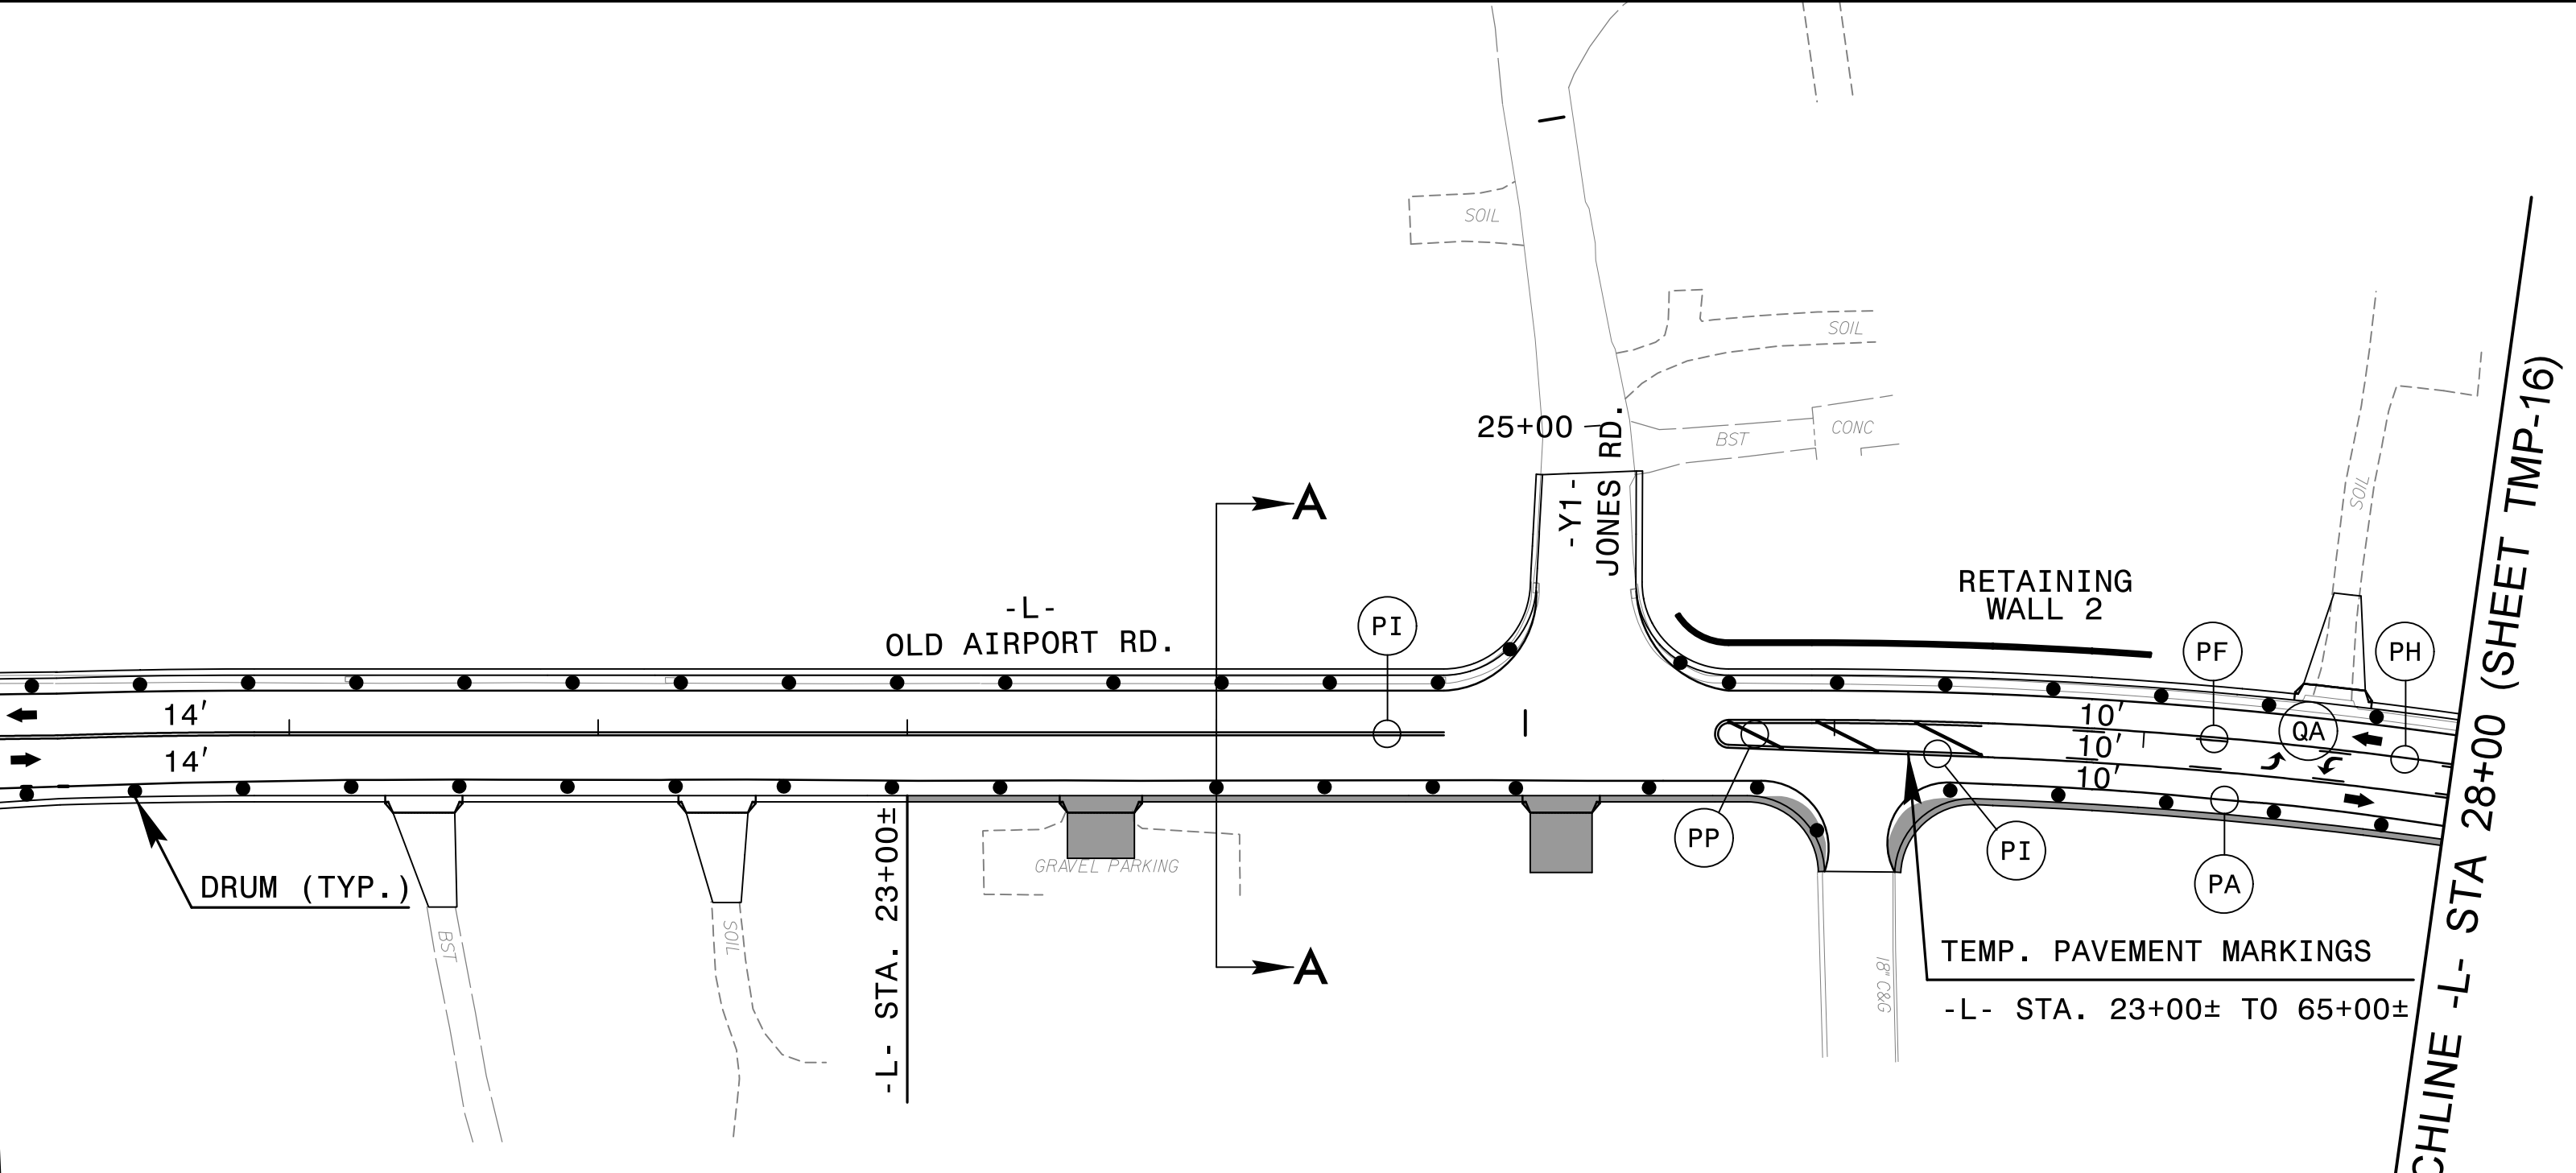 SOIL
SOIL
25+00
BST
CONC
-Y1-
JONES RD.
SOIL
A
RETAINING
WALL 2
-L-
OLD AIRPORT RD.
PI
PF
PH
14'
14'
10'
10'
10'
QA
PP
PI
PA
DRUM (TYP.)
GRAVEL PARKING
BST
SOIL
-L- STA. 23+00±
A
18" C&G
TEMP. PAVEMENT MARKINGS
-L- STA. 23+00± TO 65+00±
CHLINE -L- STA 28+00 (SHEET TMP-16)